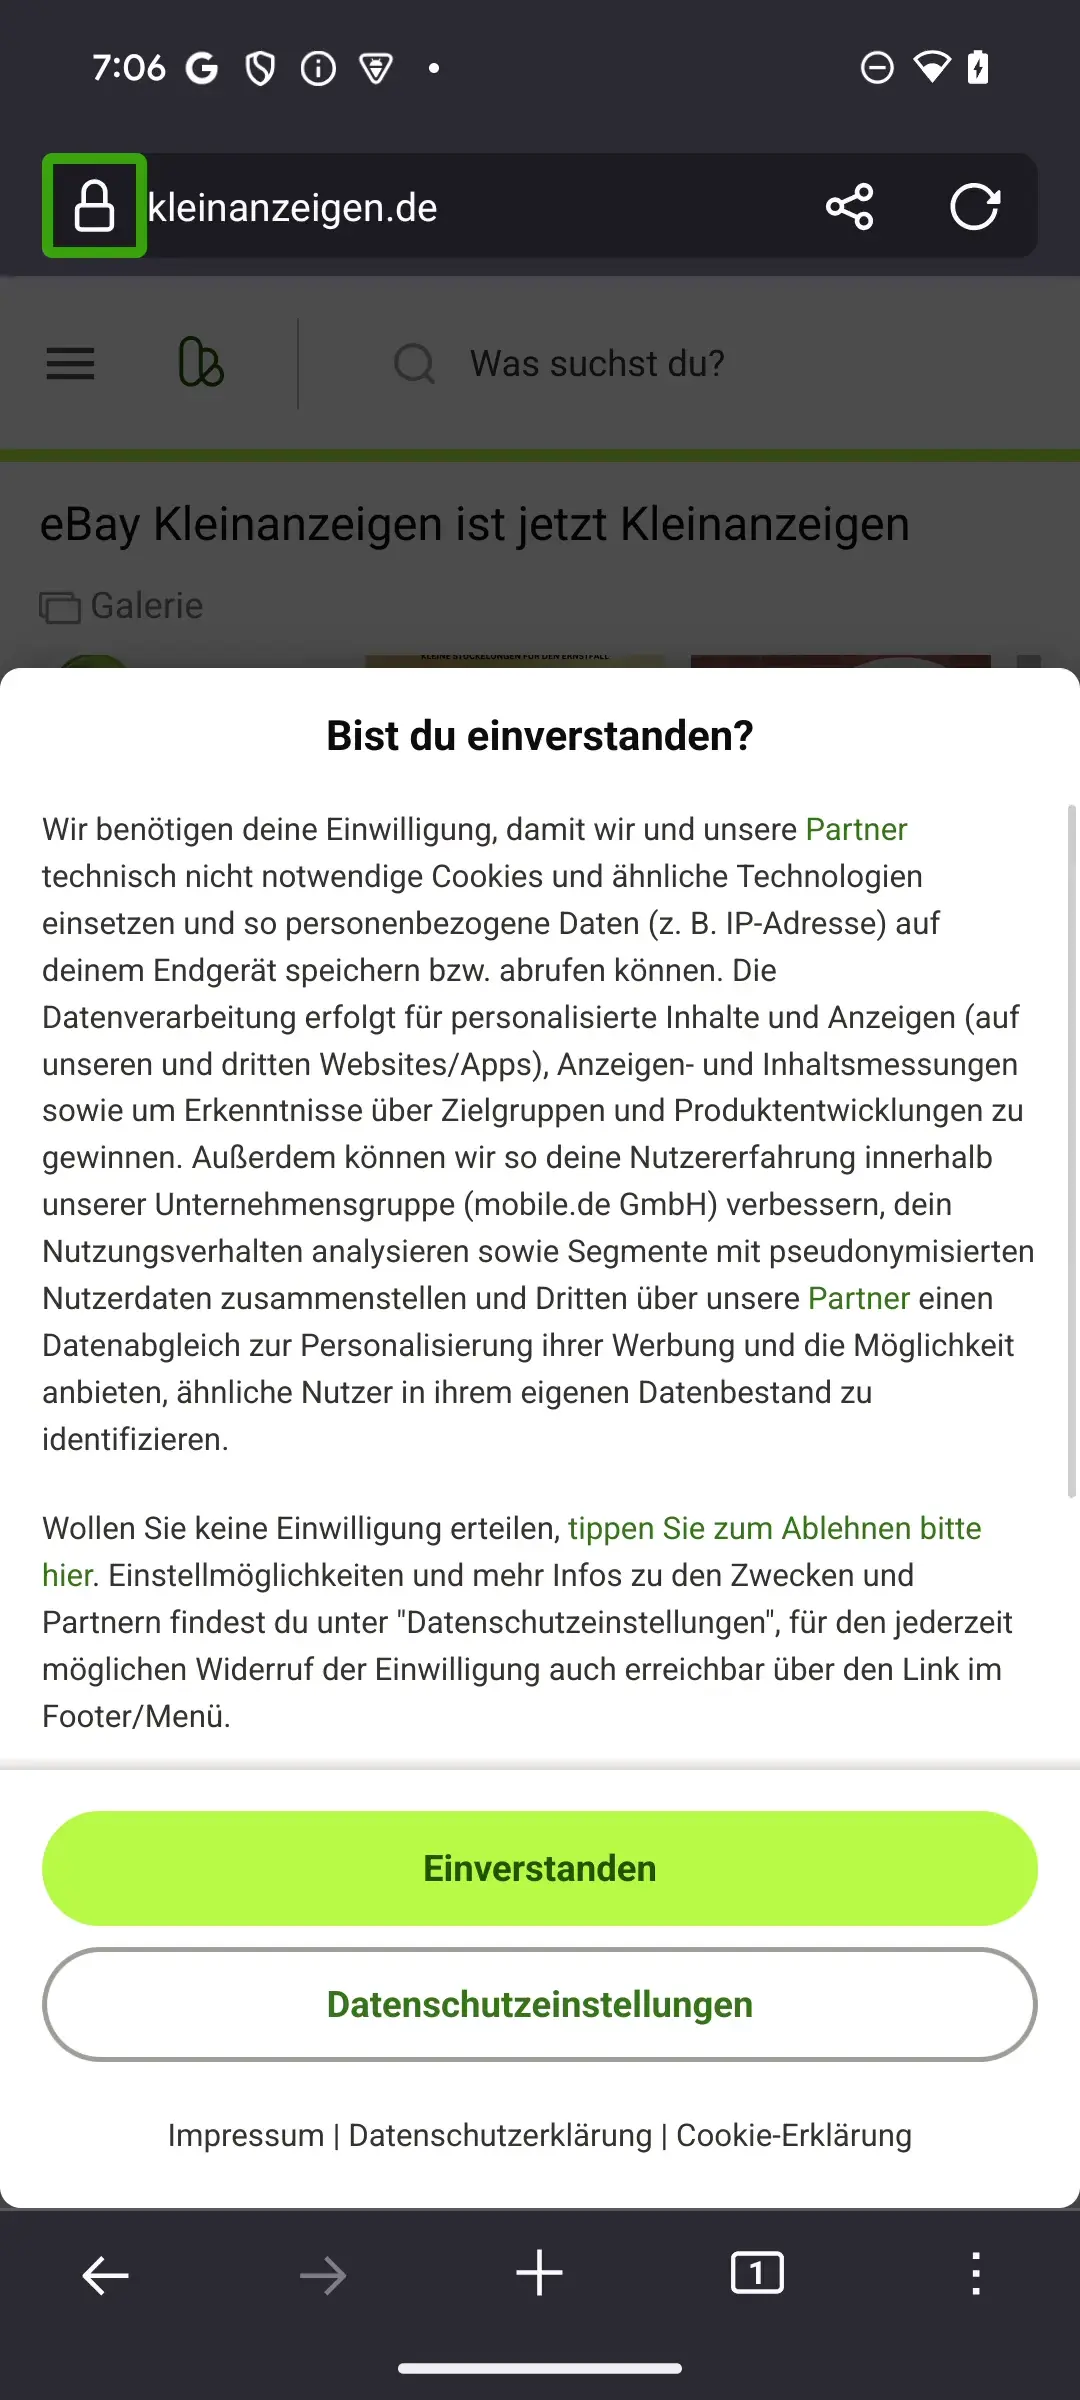 7:06
kleinanzeigen.de
Was suchst du?
eBay Kleinanzeigen ist jetzt Kleinanzeigen
Galerie
KLEINE STÜCKELUNGEN FÜR DEN ERNSTFALL
Bist du einverstanden?
Wir benötigen deine Einwilligung, damit wir und unsere Partner
technisch nicht notwendige Cookies und ähnliche Technologien
einsetzen und so personenbezogene Daten (z. B. IP-Adresse) auf
deinem Endgerät speichern bzw. abrufen können. Die
Datenverarbeitung erfolgt für personalisierte Inhalte und Anzeigen (auf
unseren und dritten Websites/Apps), Anzeigen- und Inhaltsmessungen
sowie um Erkenntnisse über Zielgruppen und Produktentwicklungen zu
gewinnen. Außerdem können wir so deine Nutzererfahrung innerhalb
unserer Unternehmensgruppe (mobile.de GmbH) verbessern, dein
Nutzungsverhalten analysieren sowie Segmente mit pseudonymisierten
Nutzerdaten zusammenstellen und Dritten über unsere Partner einen
Datenabgleich zur Personalisierung ihrer Werbung und die Möglichkeit
anbieten, ähnliche Nutzer in ihrem eigenen Datenbestand zu
identifizieren.
Wollen Sie keine Einwilligung erteilen, tippen Sie zum Ablehnen bitte
hier. Einstellmöglichkeiten und mehr Infos zu den Zwecken und
Partnern findest du unter "Datenschutzeinstellungen", für den jederzeit
möglichen Widerruf der Einwilligung auch erreichbar über den Link im
Footer/Menü.
Einverstanden
Datenschutzeinstellungen
Impressum | Datenschutzerklärung | Cookie-Erklärung
1